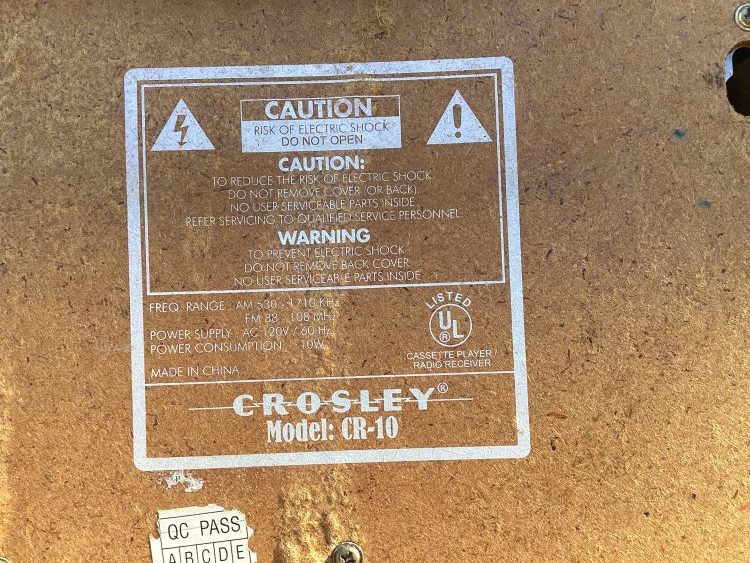 CAUTION
RISK OF ELECTRIC SHOCK
DO NOT OPEN
CAUTION:
TO REDUCE THE RISK OF ELECTRIC SHOCK
DO NOT REMOVE COVER (OR BACK).
NO USER SERVICEABLE PARTS INSIDE.
REFER SERVICING TO QUALIFIED SERVICE PERSONNEL.
WARNING
TO PREVENT ELECTRIC SHOCK
DO NOT REMOVE BACK COVER
NO USER SERVICEABLE PARTS INSIDE
FREQ. RANGE : AM 530 - 1710 KHz
FM 88 - 108 MHz
POWER SUPPLY : AC 120V / 60 Hz
POWER CONSUMPTION : 10W
MADE IN CHINA
LISTED
UL®
CASSETTE PLAYER/
RADIO RECEIVER
CROSLEY®
Model: CR-10
QC PASS
A B C D E